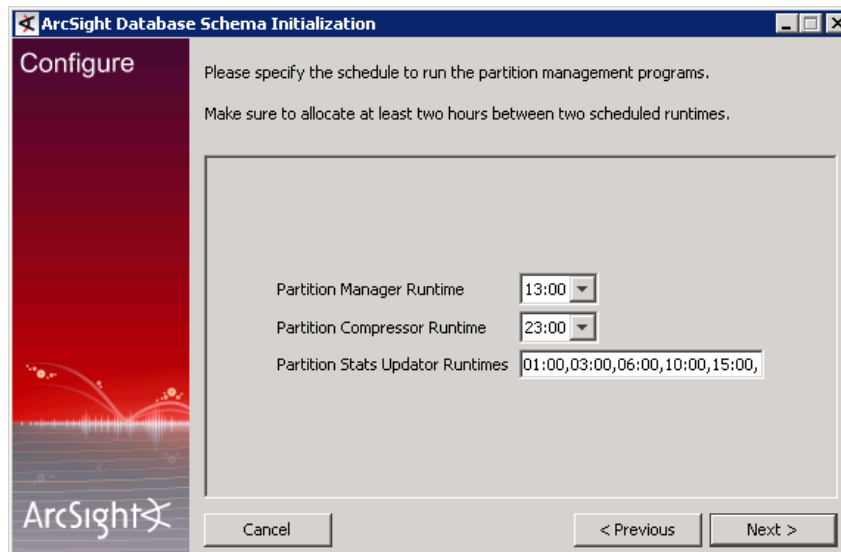 ArcSight Database Schema Initialization
Configure
Please specify the schedule to run the partition management programs.
Make sure to allocate at least two hours between two scheduled runtimes.
Partition Manager Runtime 13:00
Partition Compressor Runtime 23:00
Partition Stats Updator Runtimes 01:00,03:00,06:00,10:00,15:00,
ArcSight
Cancel < Previous Next >